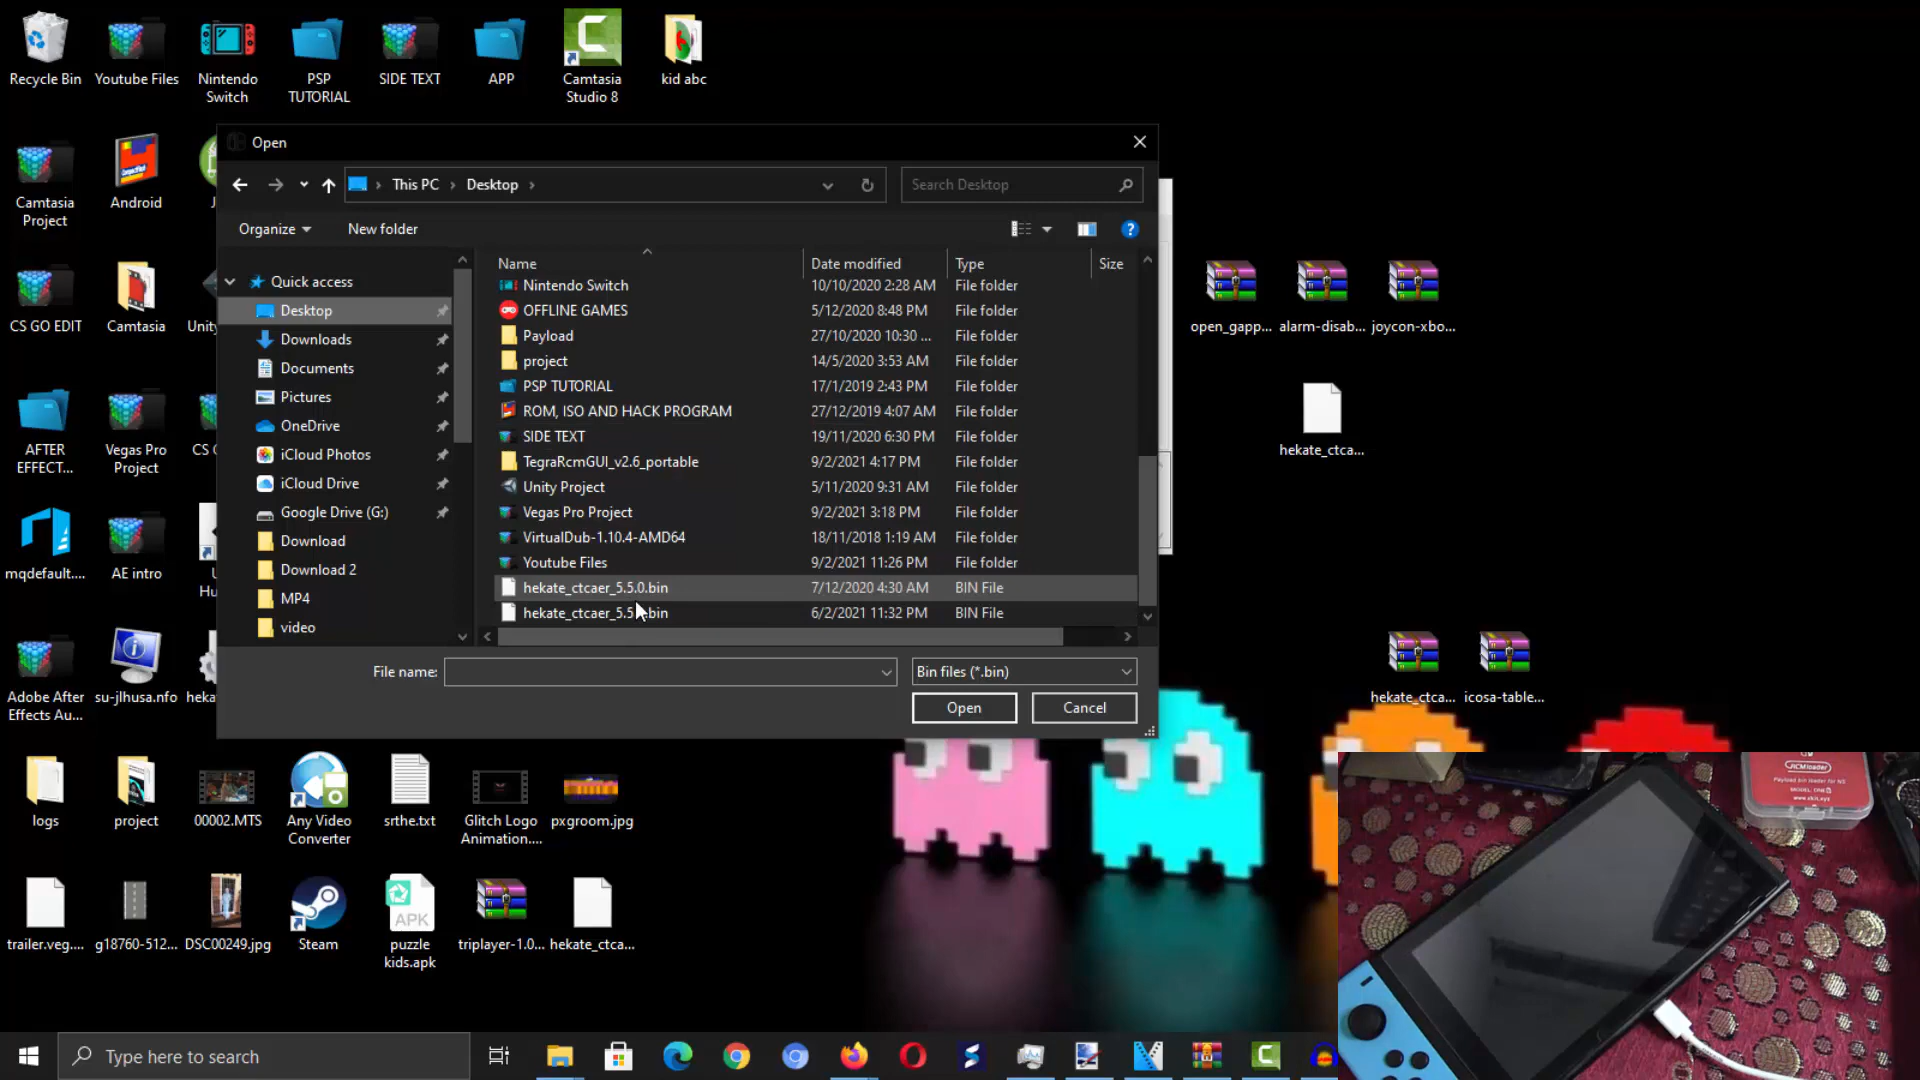 Recycle Bin
Youtube Files
Nintendo
Switch
PSP
TUTORIAL
SIDE TEXT
APP
Camtasia
Studio 8
kid abc
Camtasia
Project
Android
CS GO EDIT
Camtasia
AFTER
EFFECT...
Vegas Pro
Project
mqdefault....
AE intro
Adobe After
Effects Au...
su-jlhusa.nfo
logs
project
00002.MTS
Any Video
Converter
srthe.txt
Glitch Logo
Animation....
pxgroom.jpg
trailer.veg....
g18760-512...
DSC00249.jpg
Steam
APK
puzzle
kids.apk
triplayer-1.0...
hekate_ctca...
open_gapp...
alarm-disab...
joycon-xbo...
hekate_ctca...
hekate_ctca...
icosa-table...
Open
This PC > Desktop >
Search Desktop
Organize
New folder
Quick access
Desktop
Downloads
Documents
Pictures
OneDrive
iCloud Photos
iCloud Drive
Google Drive (G:)
Download
Download 2
MP4
video
Name Date modified Type Size
Nintendo Switch 10/10/2020 2:28 AM File folder
OFFLINE GAMES 5/12/2020 8:48 PM File folder
Payload 27/10/2020 10:30 ... File folder
project 14/5/2020 3:53 AM File folder
PSP TUTORIAL 17/1/2019 2:43 PM File folder
ROM, ISO AND HACK PROGRAM 27/12/2019 4:07 AM File folder
SIDE TEXT 19/11/2020 6:30 PM File folder
TegraRcmGUI_v2.6_portable 9/2/2021 4:17 PM File folder
Unity Project 5/11/2020 9:31 AM File folder
Vegas Pro Project 9/2/2021 3:18 PM File folder
VirtualDub-1.10.4-AMD64 18/11/2018 1:19 AM File folder
Youtube Files 9/2/2021 11:26 PM File folder
hekate_ctcaer_5.5.0.bin 7/12/2020 4:30 AM BIN File
hekate_ctcaer_5.5 bin 6/2/2021 11:32 PM BIN File
File name:
Bin files (*.bin)
Open
Cancel
RCMloader
Payload bin loader for NS
Type here to search